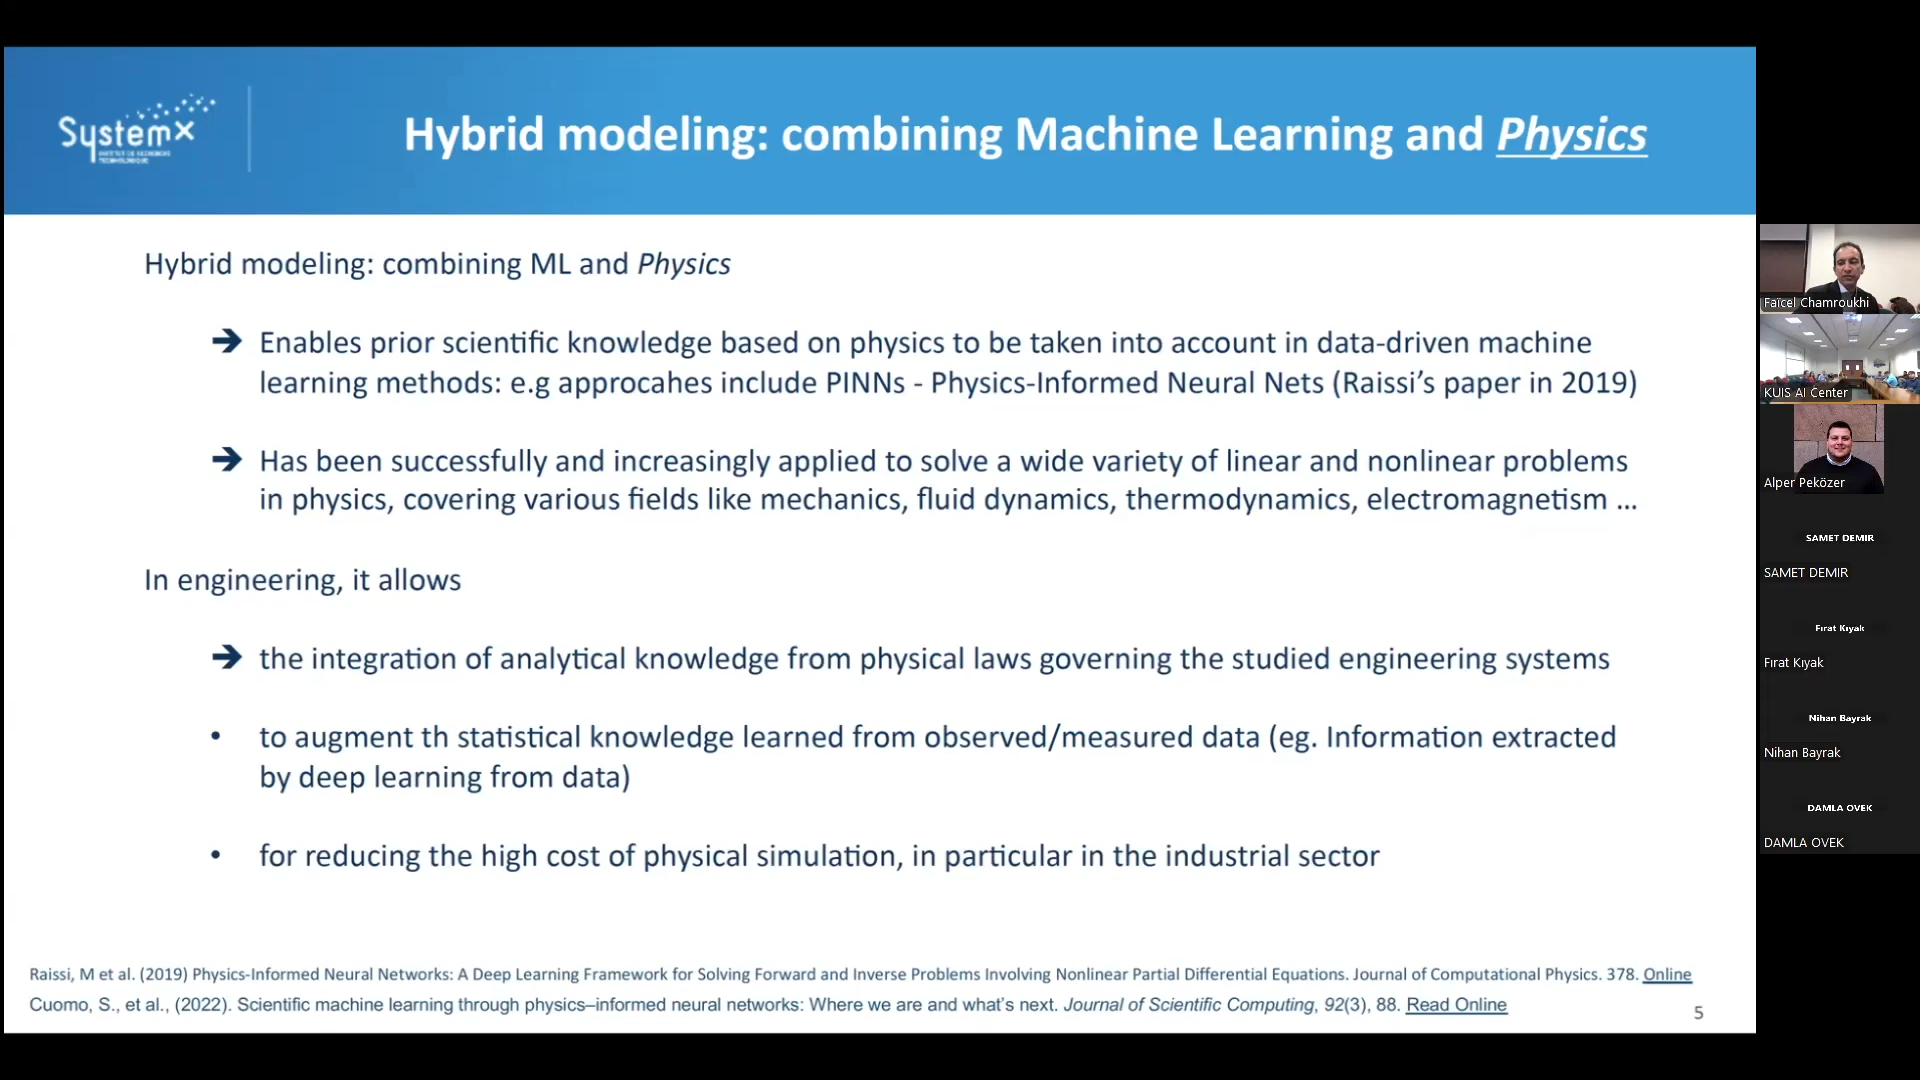 SystemX
INSTITUT DE RECHERCHE
TECHNOLOGIQUE
Hybrid modeling: combining Machine Learning and Physics
Hybrid modeling: combining ML and Physics
➔ Enables prior scientific knowledge based on physics to be taken into account in data-driven machine
learning methods: e.g approcahes include PINNs - Physics-Informed Neural Nets (Raissi’s paper in 2019)
➔ Has been successfully and increasingly applied to solve a wide variety of linear and nonlinear problems
in physics, covering various fields like mechanics, fluid dynamics, thermodynamics, electromagnetism ...
In engineering, it allows
➔ the integration of analytical knowledge from physical laws governing the studied engineering systems
• to augment th statistical knowledge learned from observed/measured data (eg. Information extracted
by deep learning from data)
• for reducing the high cost of physical simulation, in particular in the industrial sector
Raissi, M et al. (2019) Physics-Informed Neural Networks: A Deep Learning Framework for Solving Forward and Inverse Problems Involving Nonlinear Partial Differential Equations. Journal of Computational Physics. 378. Online
Cuomo, S., et al., (2022). Scientific machine learning through physics–informed neural networks: Where we are and what’s next. Journal of Scientific Computing, 92(3), 88. Read Online
5
Faïcel Chamroukhi
KUIS AI Center
Alper Peközer
SAMET DEMIR
SAMET DEMIR
Fırat Kıyak
Fırat Kıyak
Nihan Bayrak
Nihan Bayrak
DAMLA OVEK
DAMLA OVEK